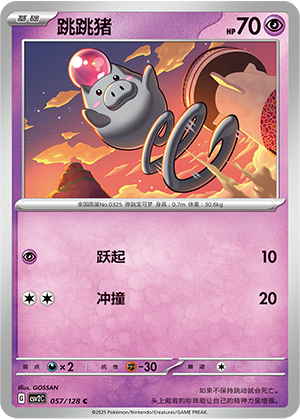 基础
跳跳猪
HP70
全国图鉴No.0325 弹跳宝可梦 身高：0.7m 体重：30.6kg
跃起 10
冲撞 20
弱点 ×2 抗性 -30 撤退
Illus. GOSSAN
G CSV2C 057/128 C
如果不保持跳动就会死亡。
头上戴着的珍珠能让自己的精神力量增强。
©2025 Pokémon/Nintendo/Creatures/GAME FREAK.